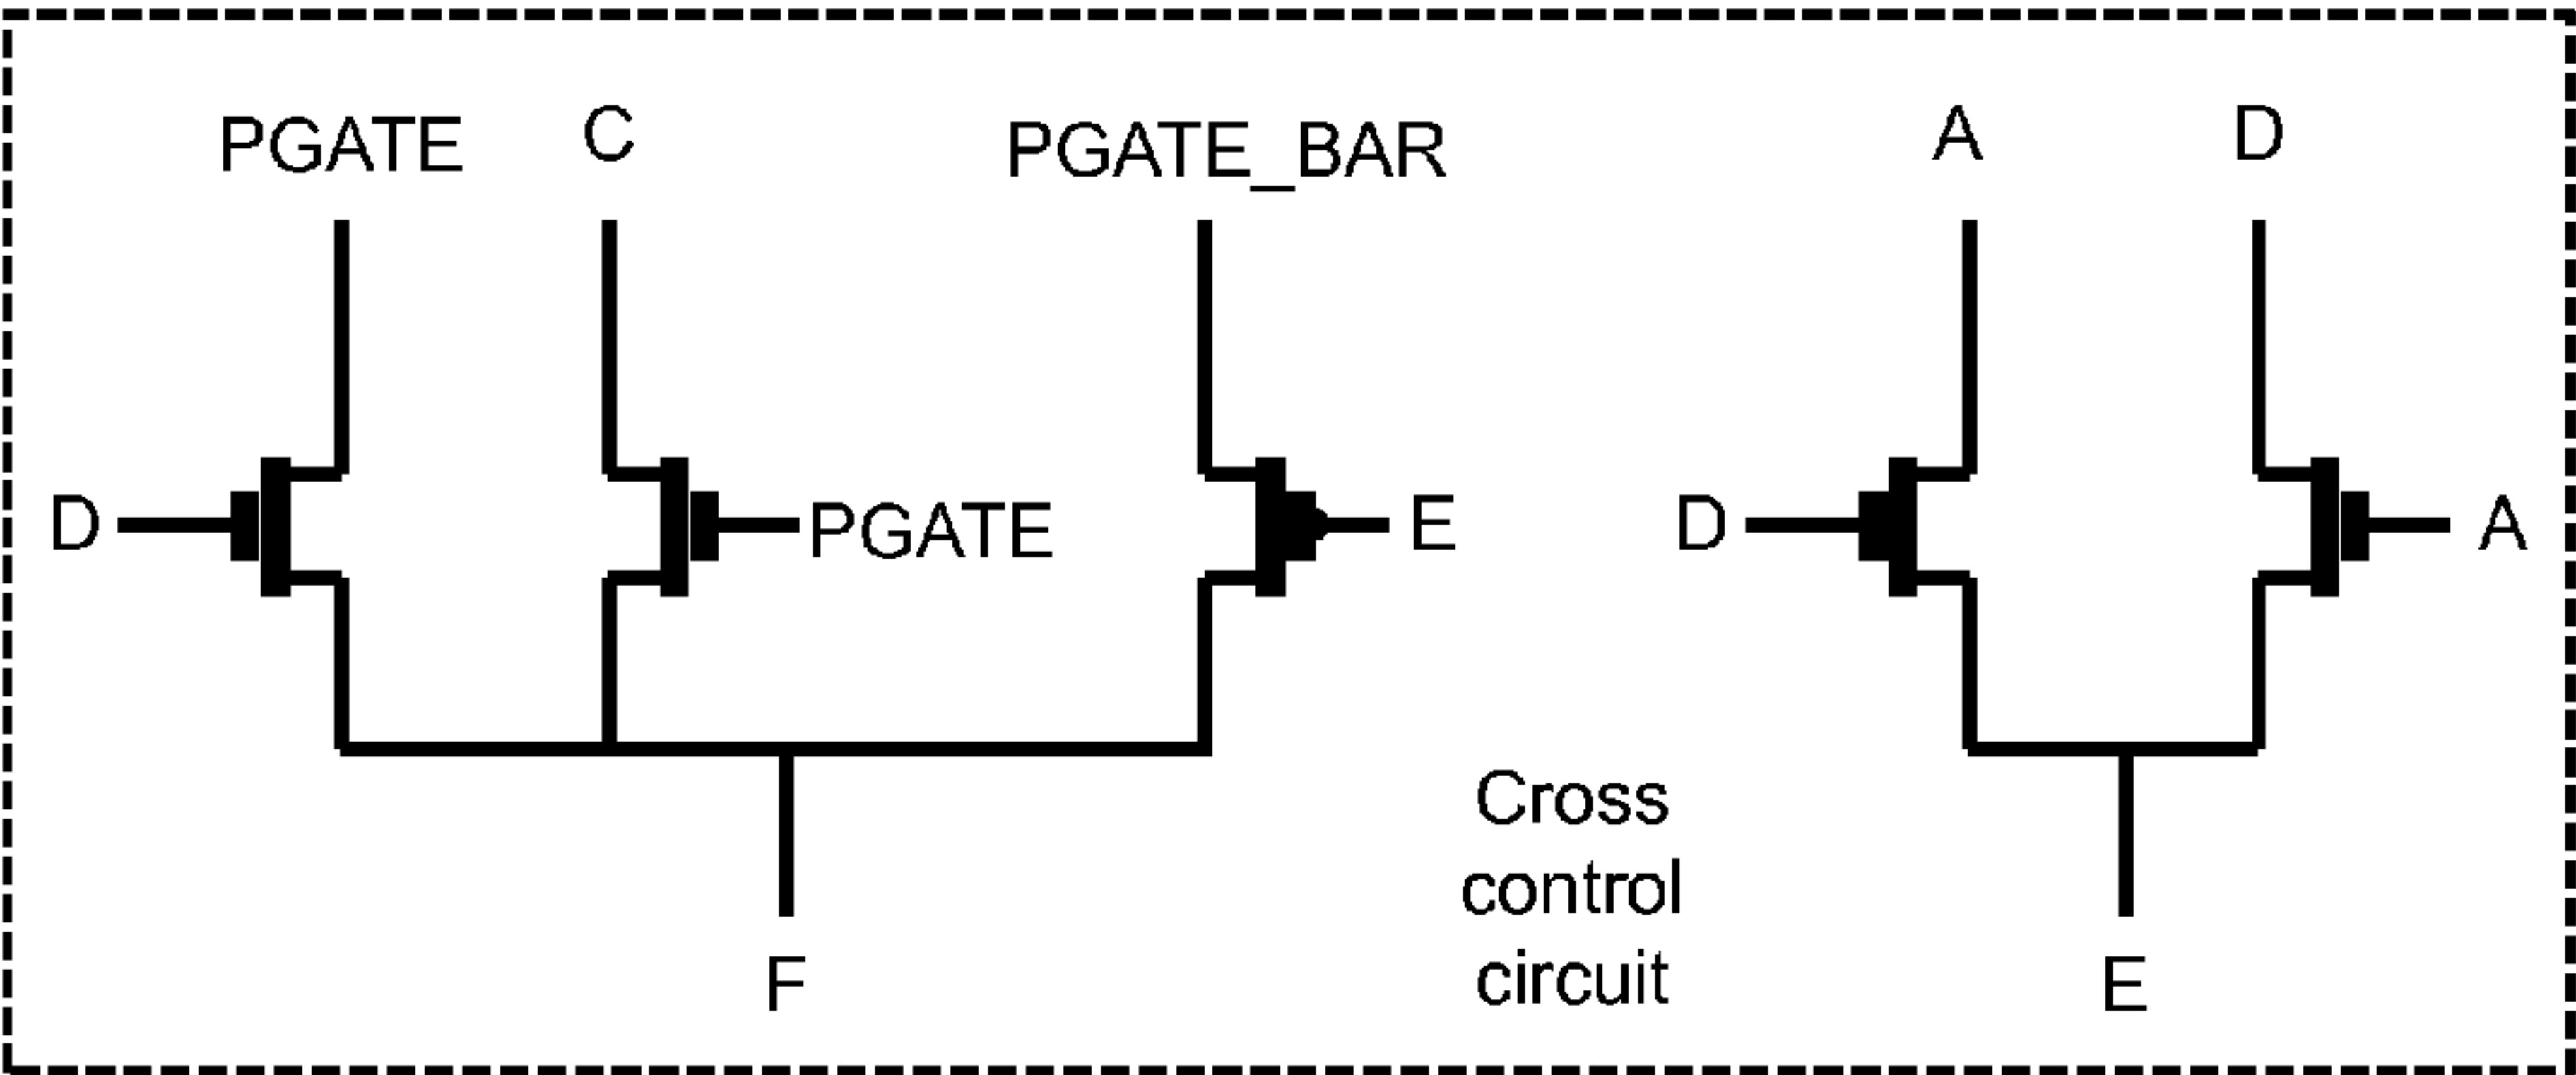 PGATE
C
PGATE_BAR
A
D
D
PGATE
E
D
A
Cross
control
circuit
F
E